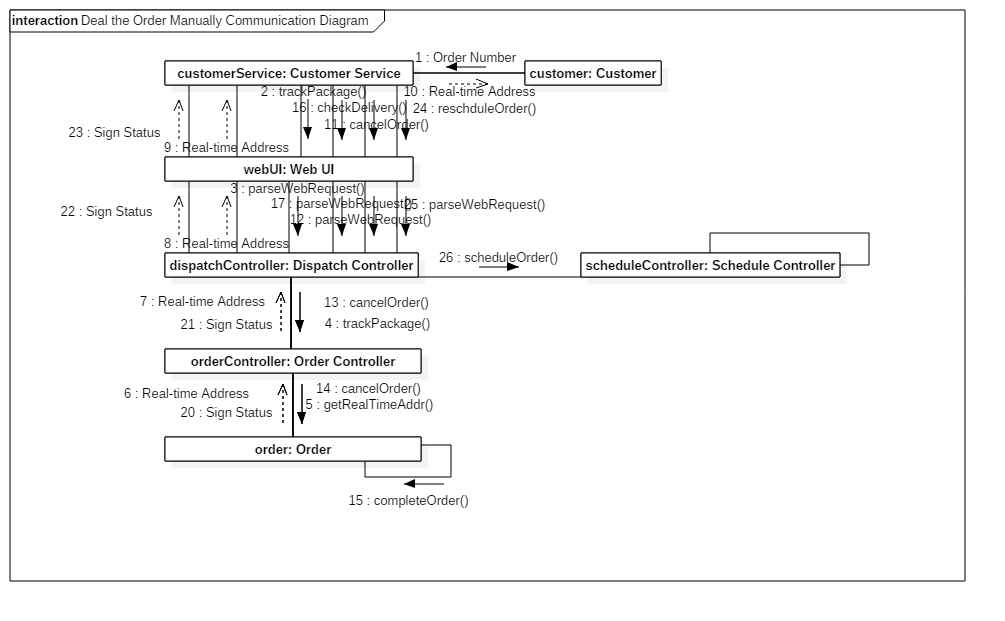 interaction Deal the Order Manually Communication Diagram
1 : Order Number
customerService: Customer Service
customer: Customer
2 : trackPackage()
10 : Real-time Address
16 : checkDelivery()
24 : reschduleOrder()
11 : cancelOrder()
23 : Sign Status
9 : Real-time Address
webUI: Web UI
3 : parseWebRequest()
17 : parseWebRequest()
25 : parseWebRequest()
22 : Sign Status
12 : parseWebRequest()
8 : Real-time Address
26 : scheduleOrder()
dispatchController: Dispatch Controller
scheduleController: Schedule Controller
7 : Real-time Address
13 : cancelOrder()
21 : Sign Status
4 : trackPackage()
orderController: Order Controller
6 : Real-time Address
14 : cancelOrder()
5 : getRealTimeAddr()
20 : Sign Status
order: Order
15 : completeOrder()